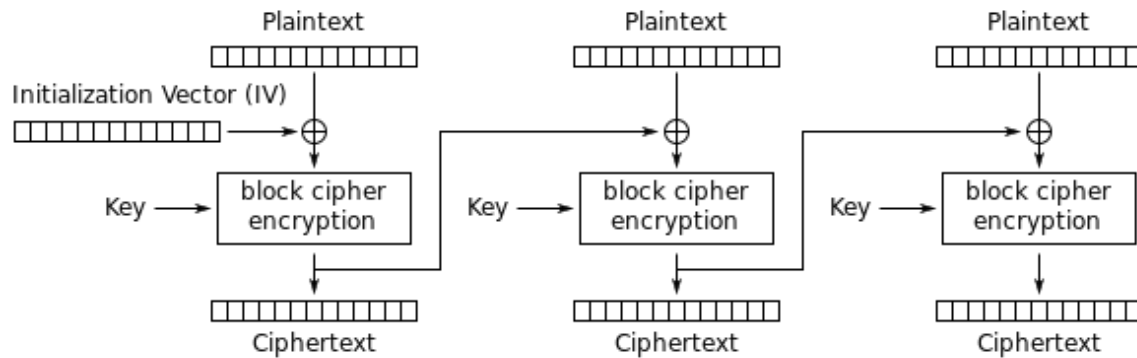 Plaintext
Plaintext
Plaintext
Initialization Vector (IV)
Key
block cipher
encryption
Key
block cipher
encryption
Key
block cipher
encryption
Ciphertext
Ciphertext
Ciphertext